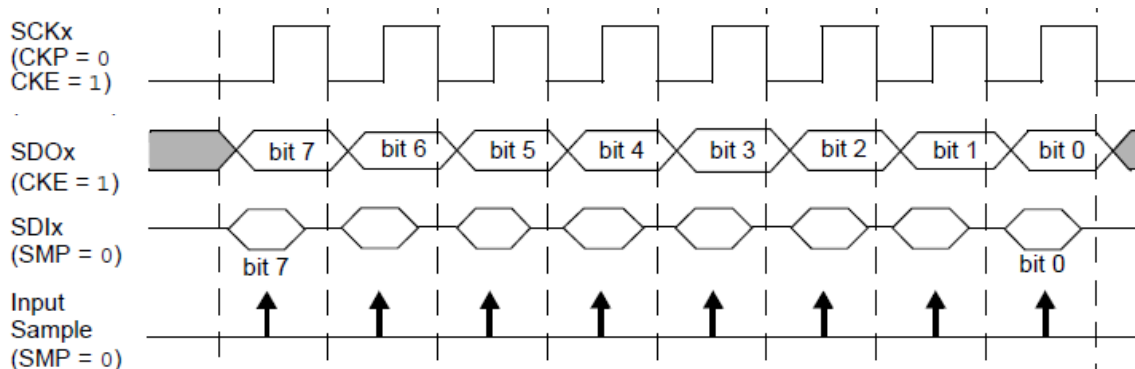 SCKx
(CKP = 0
CKE = 1)
SDOx
(CKE = 1)
bit 7 bit 6 bit 5 bit 4 bit 3 bit 2 bit 1 bit 0
SDIx
(SMP = 0)
bit 7 bit 0
Input
Sample
(SMP = 0)